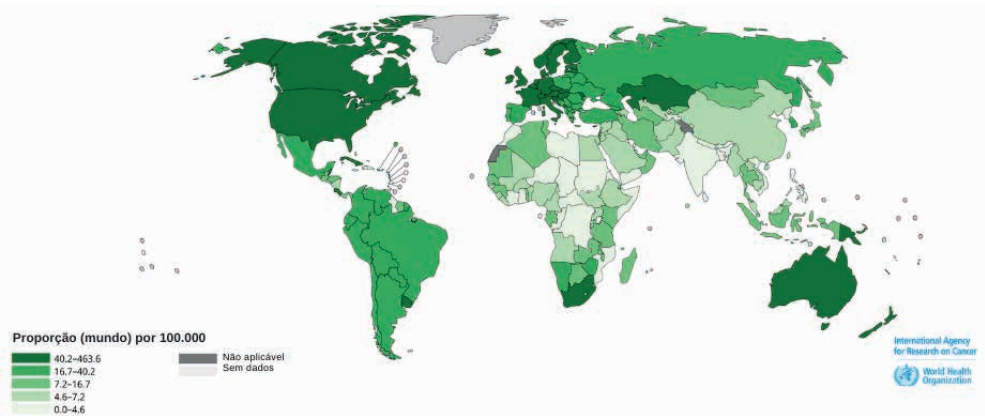 Proporção (mundo) por 100.000
40.2–463.6
16.7–40.2
7.2–16.7
4.6–7.2
0.0–4.6
Não aplicável
Sem dados
International Agency
for Research on Cancer
World Health
Organization